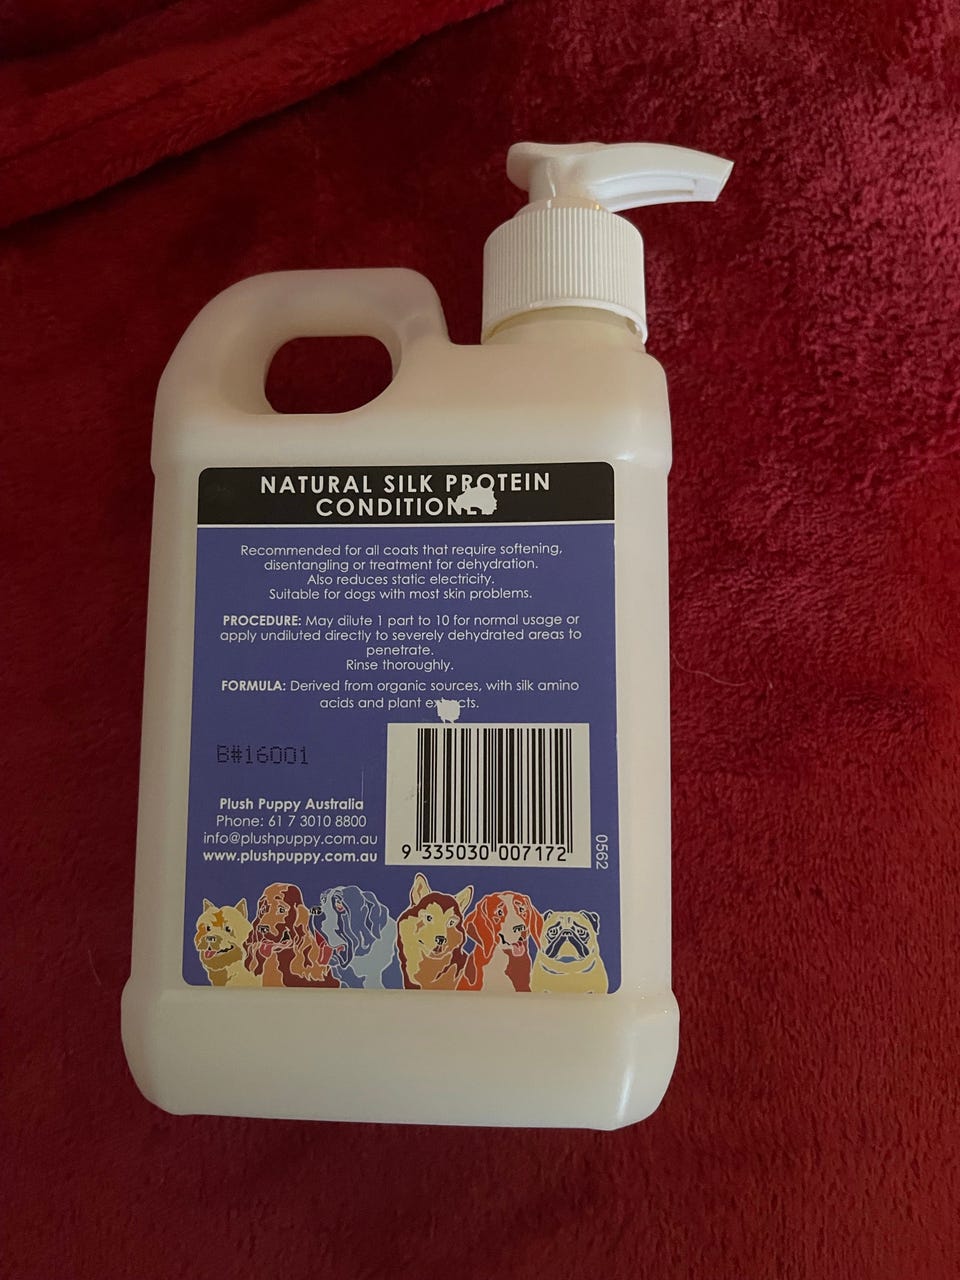 NATURAL SILK PROTEIN
CONDITIONER
Recommended for all coats that require softening,
disentangling or treatment for dehydration.
Also reduces static electricity.
Suitable for dogs with most skin problems.
PROCEDURE: May dilute 1 part to 10 for normal usage or
apply undiluted directly to severely dehydrated areas to
penetrate.
Rinse thoroughly.
FORMULA: Derived from organic sources, with silk amino
acids and plant extracts.
B#16001
Plush Puppy Australia
Phone: 61 7 3010 8800
info@plushpuppy.com.au
www.plushpuppy.com.au
9 335030 007172
0562